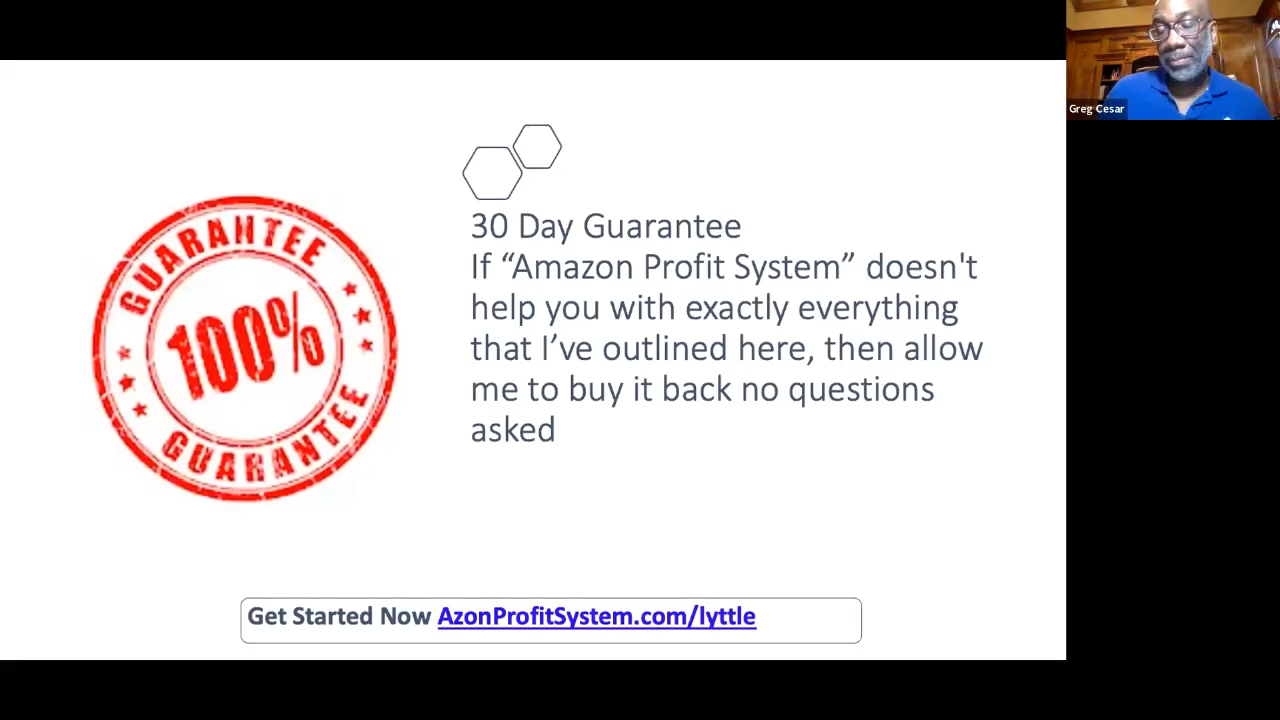 Greg Cesar
GUARANTEE
100%
GUARANTEE
30 Day Guarantee
If “Amazon Profit System” doesn't
help you with exactly everything
that I’ve outlined here, then allow
me to buy it back no questions
asked
Get Started Now AzonProfitSystem.com/lyttle